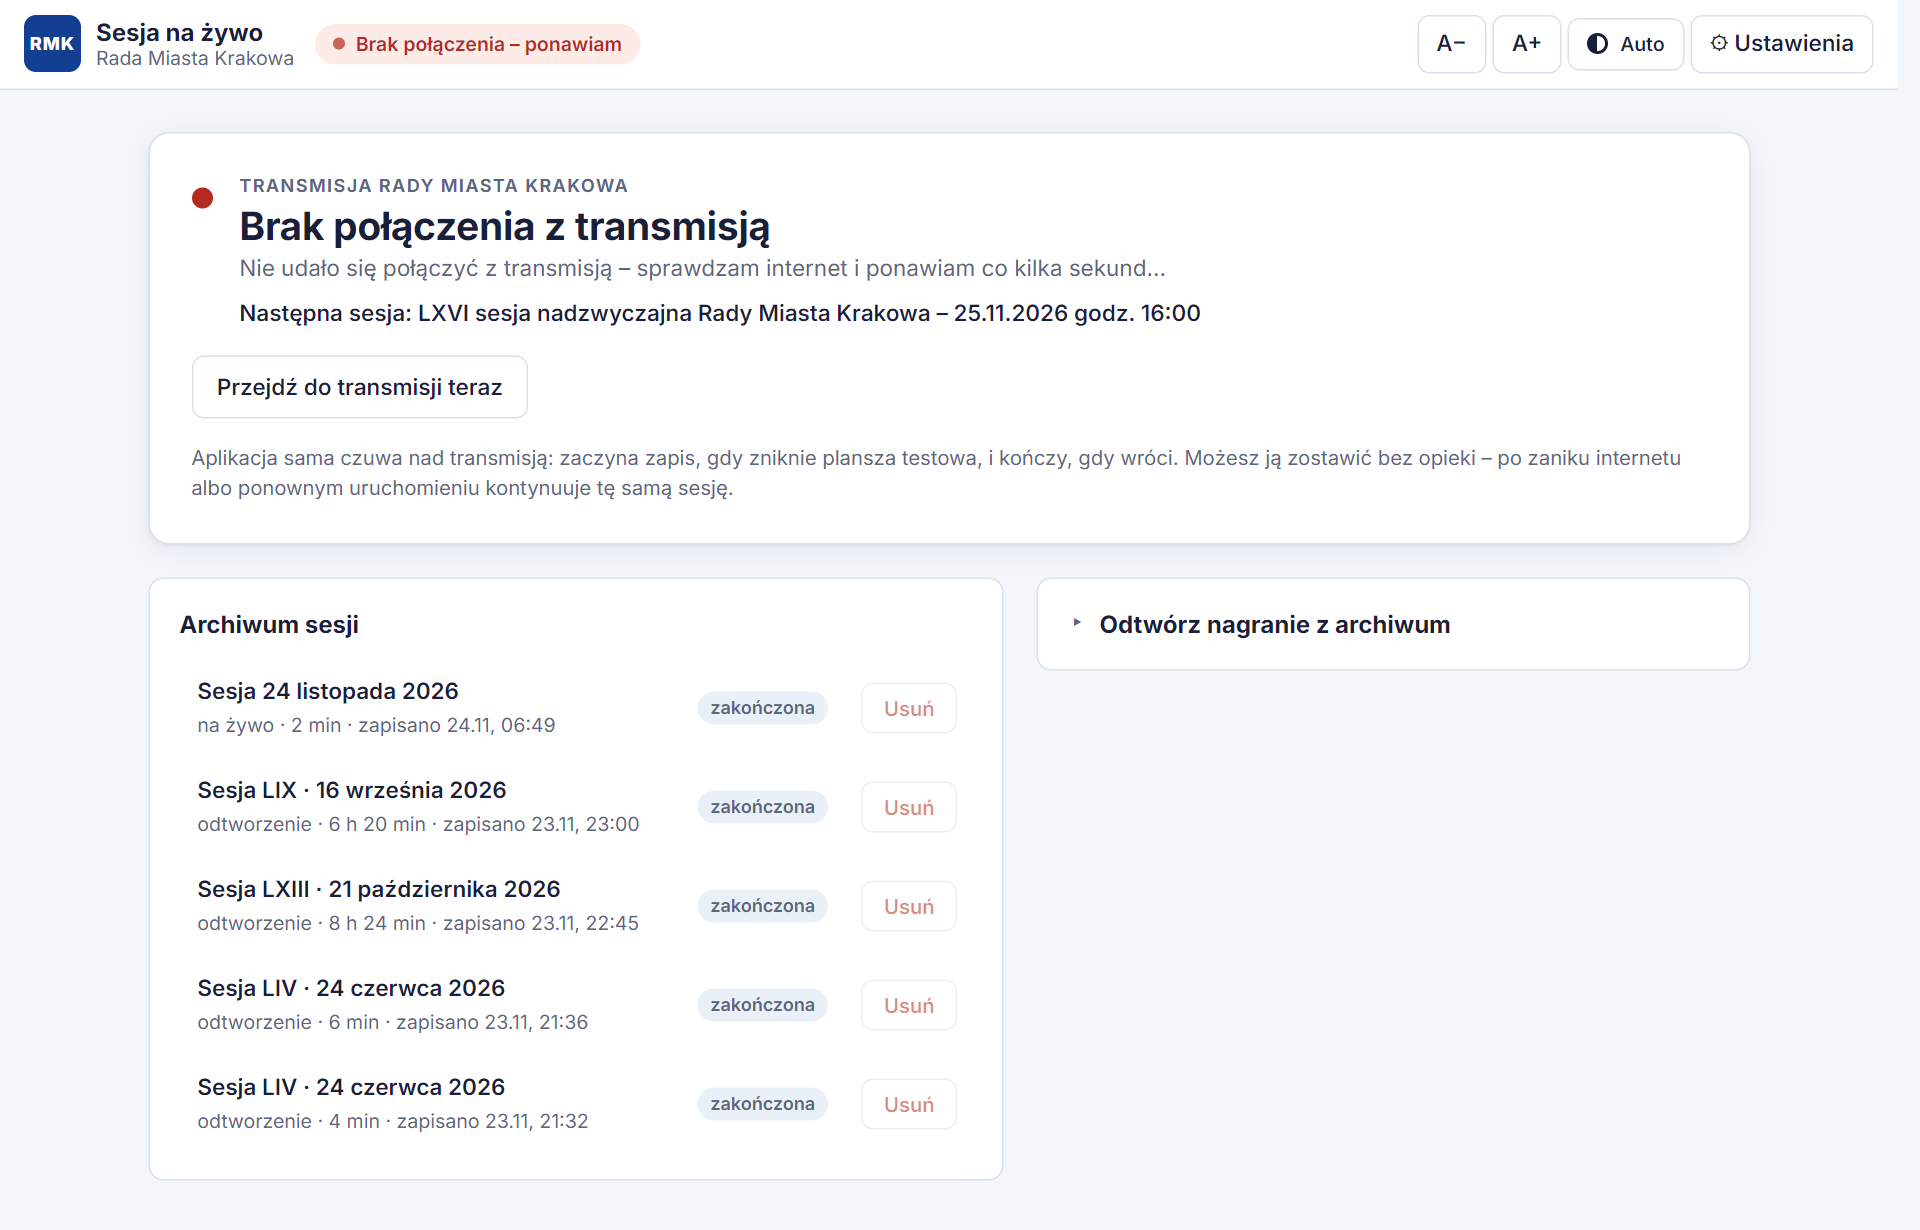 RMK
Sesja na żywo
Rada Miasta Krakowa
Brak połączenia – ponawiam
A−
A+
Auto
Ustawienia
TRANSMISJA RADY MIASTA KRAKOWA
Brak połączenia z transmisją
Nie udało się połączyć z transmisją – sprawdzam internet i ponawiam co kilka sekund…
Następna sesja: LXVI sesja nadzwyczajna Rady Miasta Krakowa – 25.11.2026 godz. 16:00
Przejdź do transmisji teraz
Aplikacja sama czuwa nad transmisją: zaczyna zapis, gdy zniknie plansza testowa, i kończy, gdy wróci. Możesz ją zostawić bez opieki – po zaniku internetu
albo ponownym uruchomieniu kontynuuje tę samą sesję.
Archiwum sesji
Sesja 24 listopada 2026
na żywo · 2 min · zapisano 24.11, 06:49
zakończona
Usuń
Sesja LIX · 16 września 2026
odtworzenie · 6 h 20 min · zapisano 23.11, 23:00
zakończona
Usuń
Sesja LXIII · 21 października 2026
odtworzenie · 8 h 24 min · zapisano 23.11, 22:45
zakończona
Usuń
Sesja LIV · 24 czerwca 2026
odtworzenie · 6 min · zapisano 23.11, 21:36
zakończona
Usuń
Sesja LIV · 24 czerwca 2026
odtworzenie · 4 min · zapisano 23.11, 21:32
zakończona
Usuń
Odtwórz nagranie z archiwum